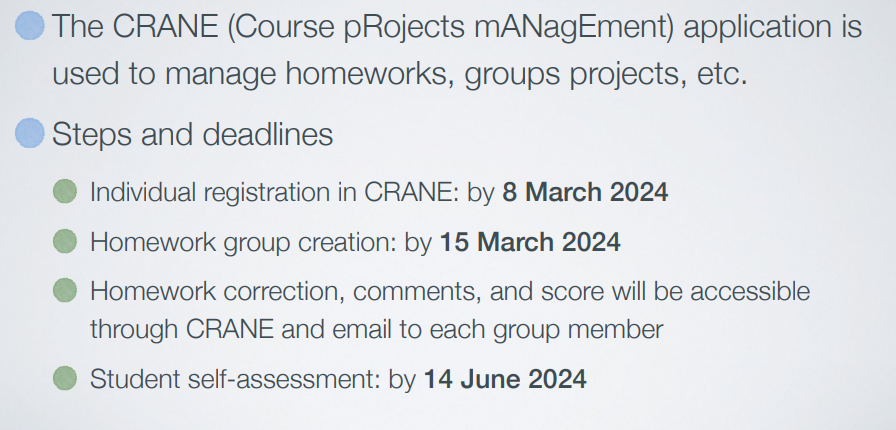 The CRANE (Course pRojects mANagEment) application is
used to manage homeworks, groups projects, etc.
Steps and deadlines
Individual registration in CRANE: by 8 March 2024
Homework group creation: by 15 March 2024
Homework correction, comments, and score will be accessible
through CRANE and email to each group member
Student self-assessment: by 14 June 2024